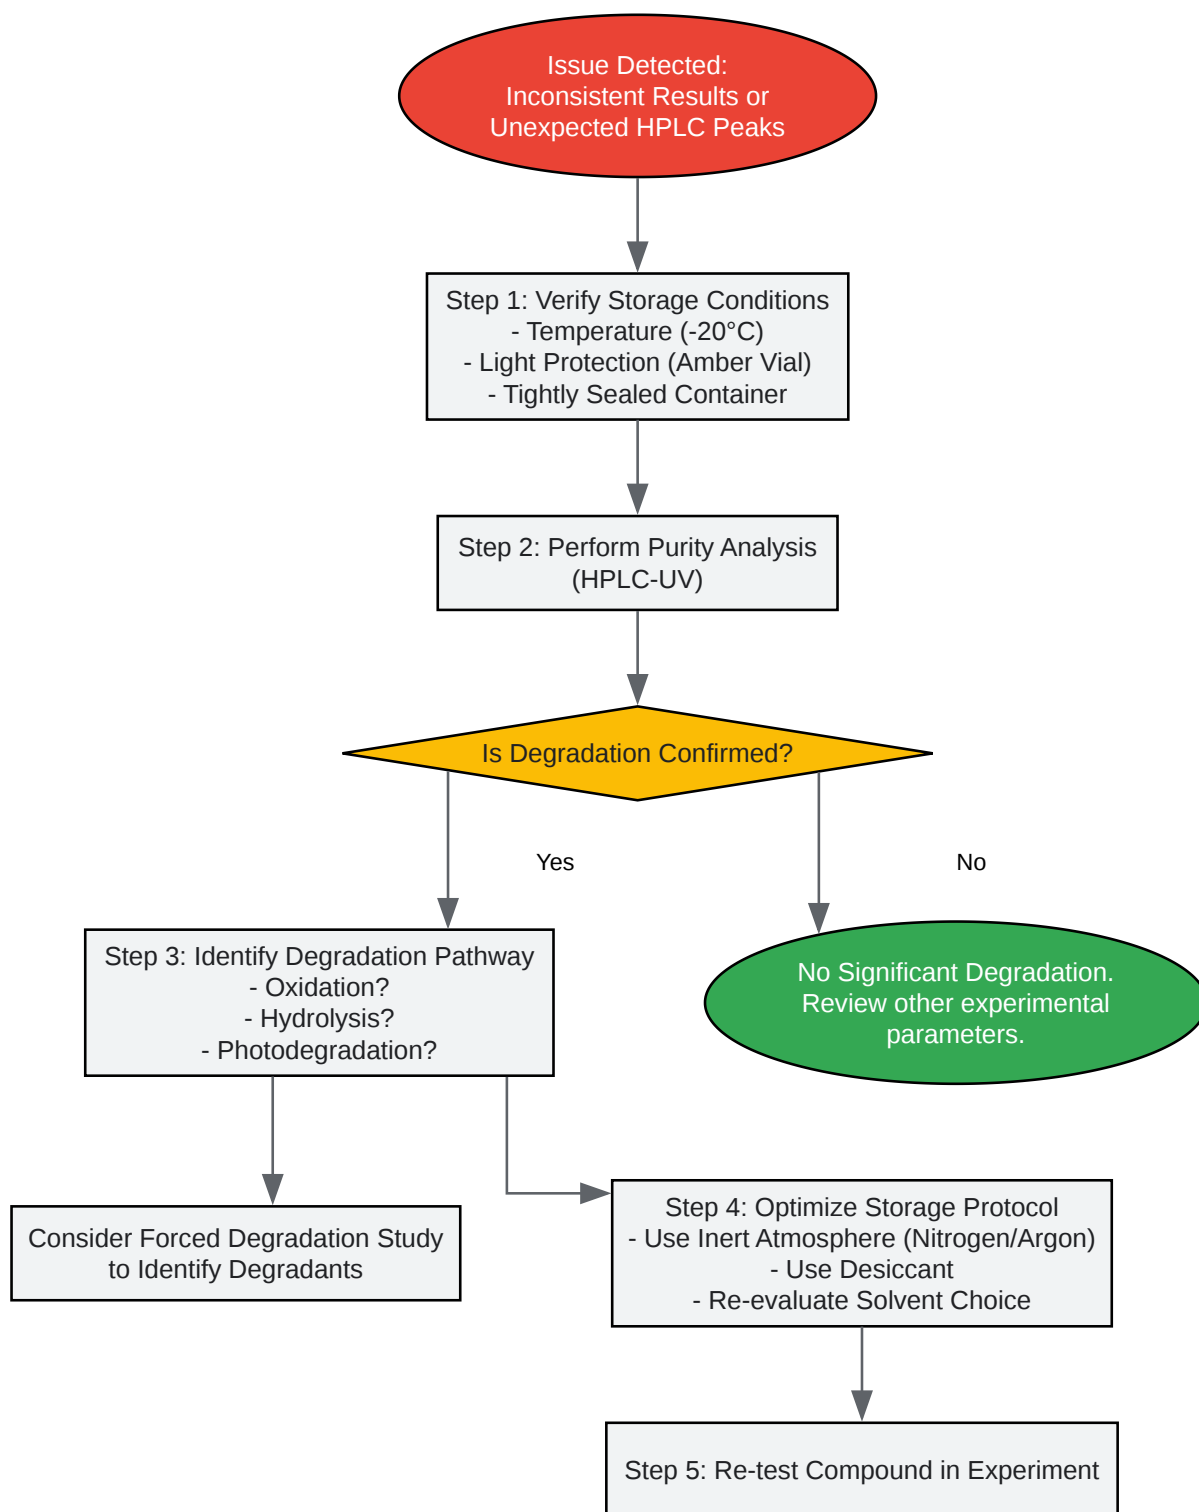 Issue Detected:
Inconsistent Results or
Unexpected HPLC Peaks
Step 1: Verify Storage Conditions
- Temperature (-20°C)
- Light Protection (Amber Vial)
- Tightly Sealed Container
Step 2: Perform Purity Analysis
(HPLC-UV)
Is Degradation Confirmed?
Yes
No
Step 3: Identify Degradation Pathway
- Oxidation?
- Hydrolysis?
- Photodegradation?
No Significant Degradation.
Review other experimental
parameters.
Consider Forced Degradation Study
to Identify Degradants
Step 4: Optimize Storage Protocol
- Use Inert Atmosphere (Nitrogen/Argon)
- Use Desiccant
- Re-evaluate Solvent Choice
Step 5: Re-test Compound in Experiment